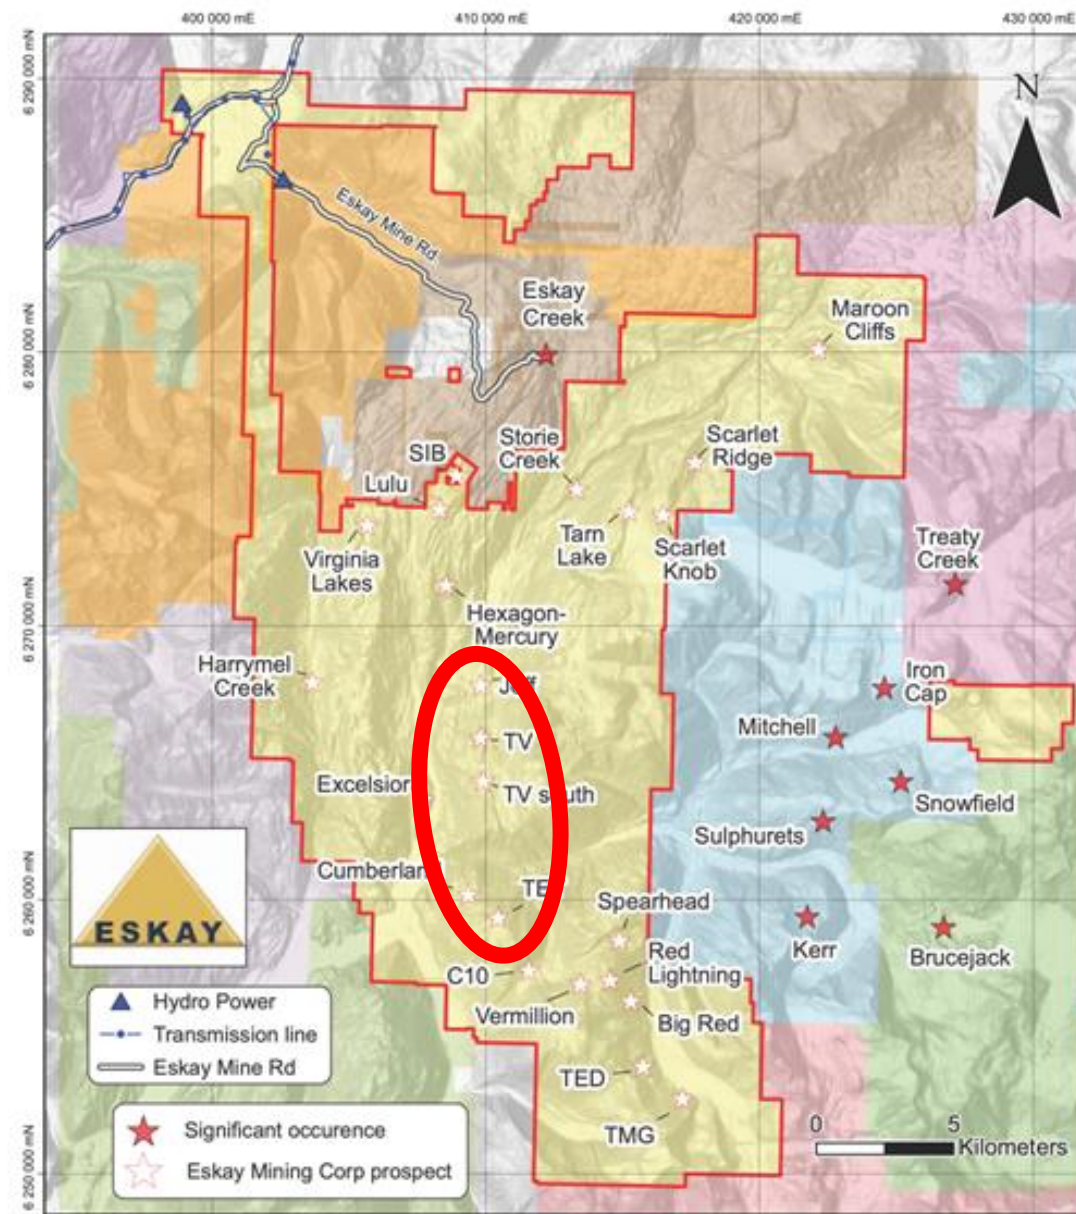 400 000 mE
410 000 mE
420 000 mE
430 000 mE
6 290 000 mN
6 280 000 mN
6 270 000 mN
6 260 000 mN
6 250 000 mN
N
Eskay Mine Rd
Eskay
Creek
Maroon
Cliffs
SIB
Storie
Creek
Scarlet
Ridge
Lulu
Virginia
Lakes
Tarn
Lake
Scarlet
Knob
Treaty
Creek
Hexagon-
Mercury
Harrymel
Creek
Jeff
Iron
Cap
Mitchell
TV
Excelsior
TV south
Snowfield
Sulphurets
Cumberland
Spearhead
Kerr
Brucejack
C10
Red
Lightning
Vermillion
Big Red
TED
TMG
ESKAY
Hydro Power
Transmission line
Eskay Mine Rd
Significant occurence
Eskay Mining Corp prospect
0 5
Kilometers